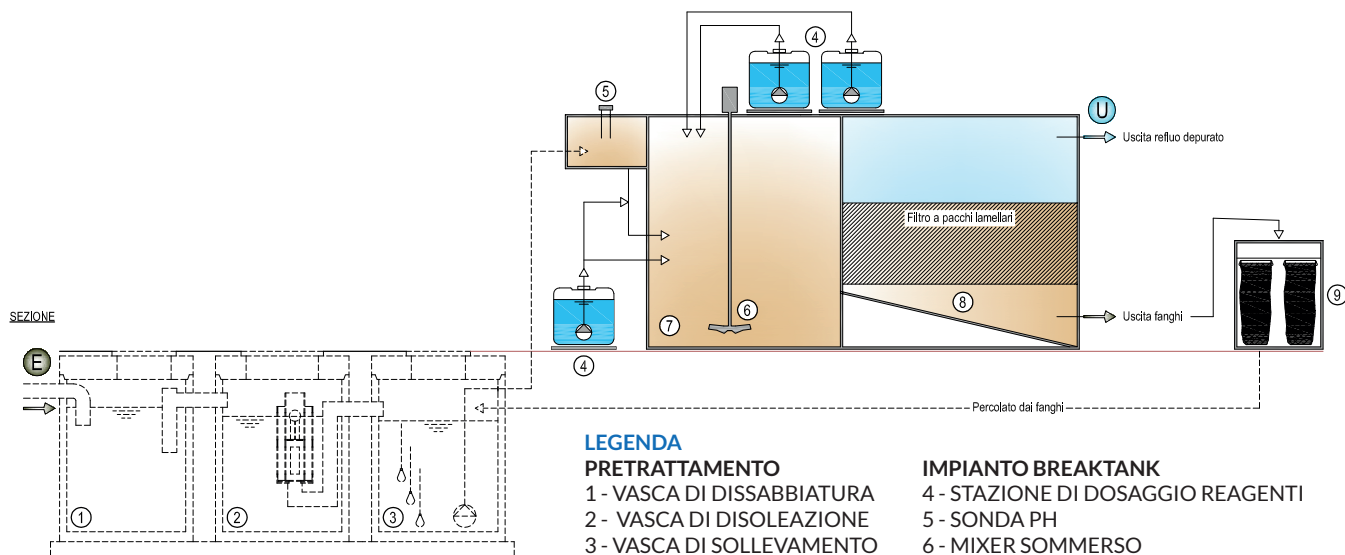 4
5
U
Uscita refluo depurato
Filtro a pacchi lamellari
8
9
6
Uscita fanghi
7
SEZIONE
4
E
Percolato dai fanghi
1
2
3
LEGENDA
PRETRATTAMENTO
1 - VASCA DI DISSABBIATURA
2 - VASCA DI DISOLEAZIONE
3 - VASCA DI SOLLEVAMENTO
IMPIANTO BREAKTANK
4 - STAZIONE DI DOSAGGIO REAGENTI
5 - SONDA PH
6 - MIXER SOMMERSO